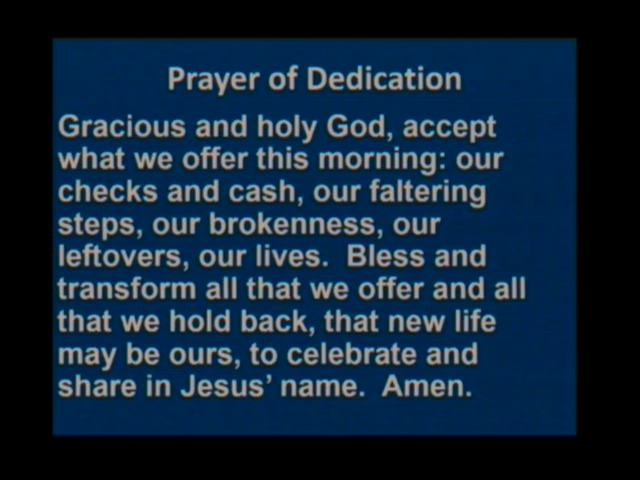 Prayer of Dedication
Gracious and holy God, accept
what we offer this morning: our
checks and cash, our faltering
steps, our brokenness, our
leftovers, our lives.  Bless and
transform all that we offer and all
that we hold back, that new life
may be ours, to celebrate and
share in Jesus’ name.  Amen.